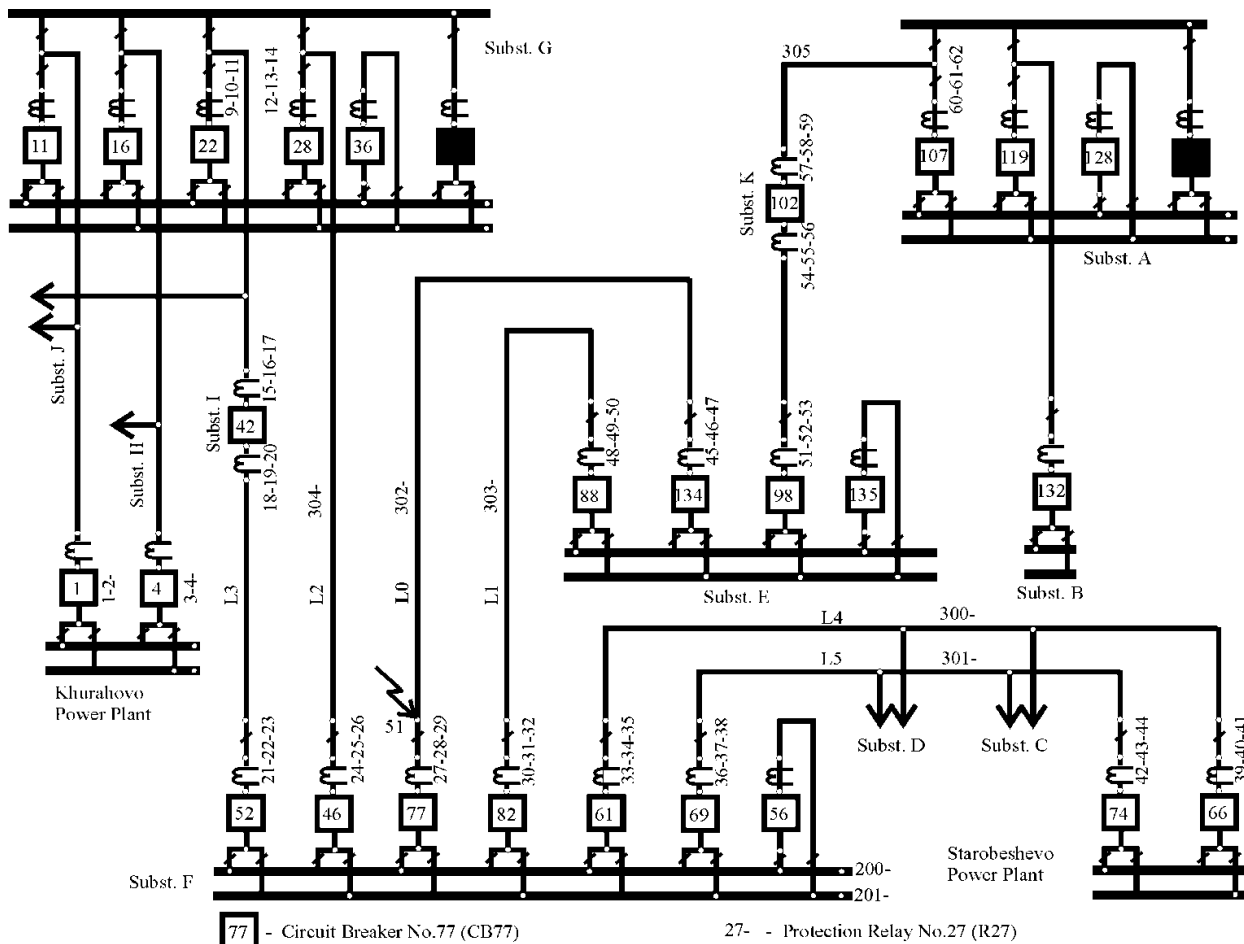 Subst. G
305
9-10-11
12-13-14
60-61-62
11
16
22
28
36
107
119
128
57-58-59
Subst. K
102
54-55-56
Subst. A
Subst. J
15-16-17
Subst. I
42
Subst. H
18-19-20
48-49-50
45-46-47
51-52-53
88
134
98
135
132
304-
302-
303-
L3
L2
L0
L1
1
1-2-
4
3-4-
Subst. E
Subst. B
L4
300-
L5
301-
Khurahovo
Power Plant
51
Subst. D
Subst. C
21-22-23
24-25-26
27-28-29
30-31-32
33-34-35
36-37-38
42-43-44
39-40-41
52
46
77
82
61
69
56
74
66
Starobeshevo
Power Plant
200-
Subst. F
201-
77 - Circuit Breaker No.77 (CB77)
27- - Protection Relay No.27 (R27)